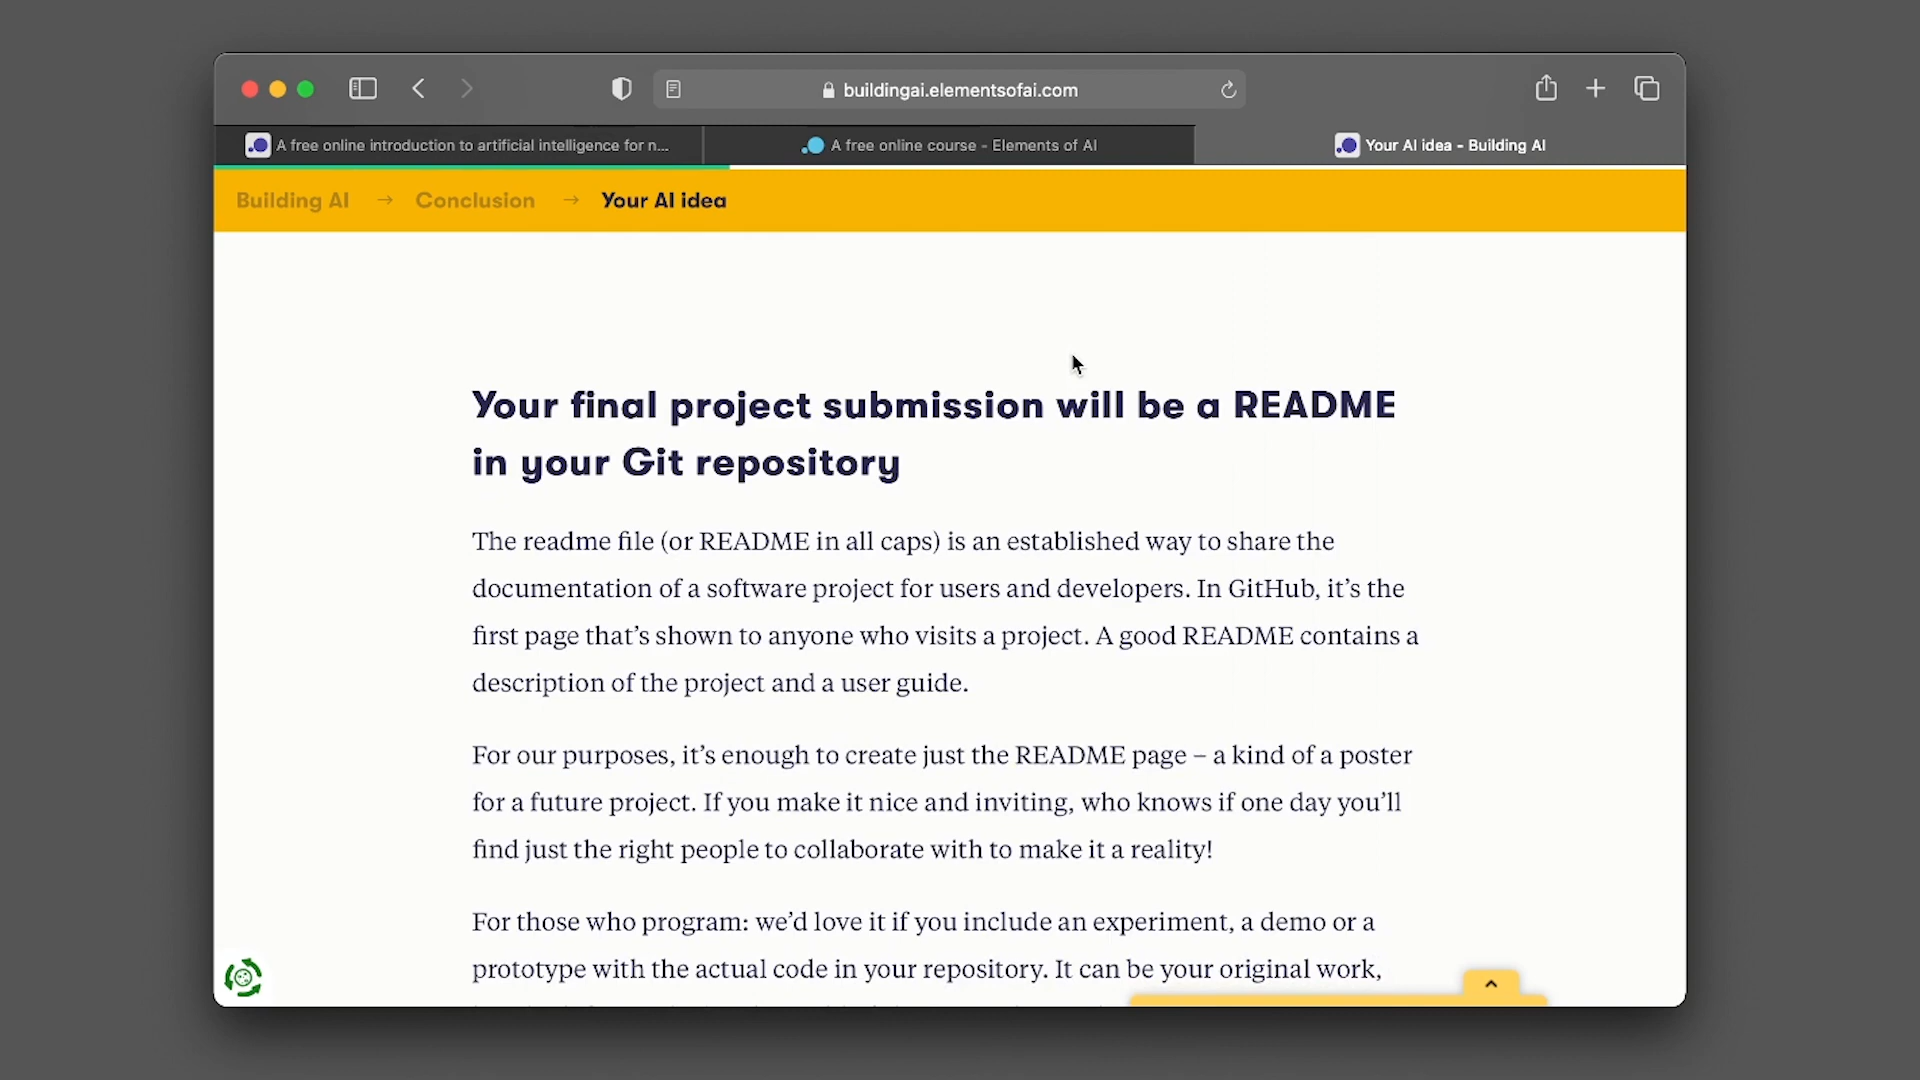 buildingai.elementsofai.com
A free online introduction to artificial intelligence for n...
A free online course - Elements of AI
Your AI idea - Building AI
Building AI → Conclusion → Your AI idea
Your final project submission will be a README
in your Git repository
The readme file (or README in all caps) is an established way to share the
documentation of a software project for users and developers. In GitHub, it’s the
first page that’s shown to anyone who visits a project. A good README contains a
description of the project and a user guide.
For our purposes, it’s enough to create just the README page – a kind of a poster
for a future project. If you make it nice and inviting, who knows if one day you’ll
find just the right people to collaborate with to make it a reality!
For those who program: we’d love it if you include an experiment, a demo or a
prototype with the actual code in your repository. It can be your original work,